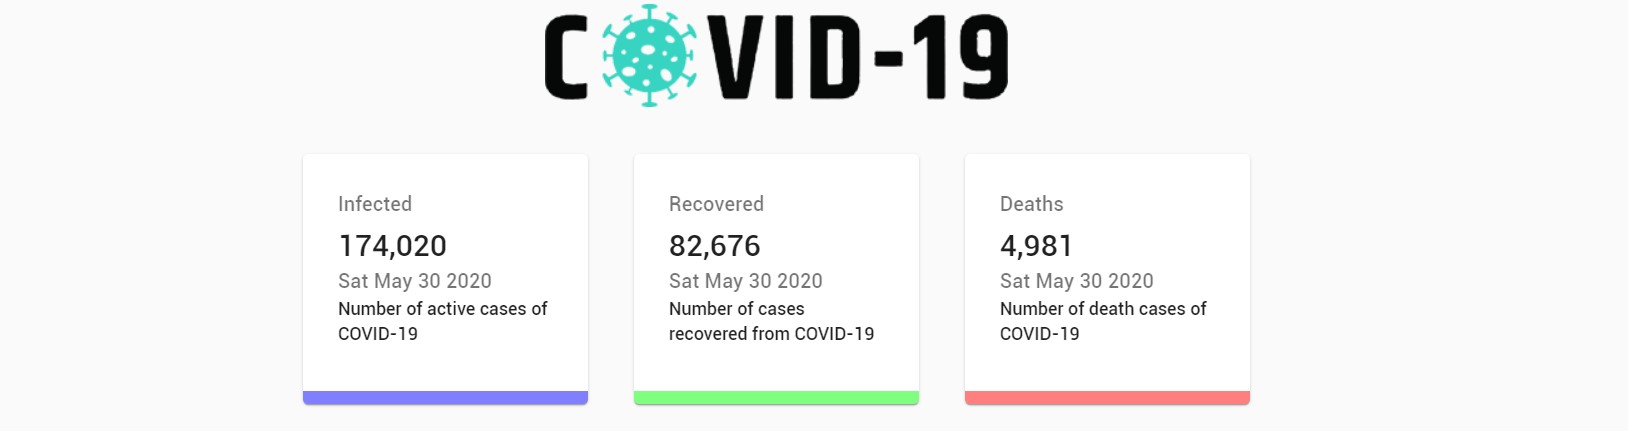 COVID-19
Infected
174,020
Sat May 30 2020
Number of active cases of
COVID-19
Recovered
82,676
Sat May 30 2020
Number of cases
recovered from COVID-19
Deaths
4,981
Sat May 30 2020
Number of death cases of
COVID-19